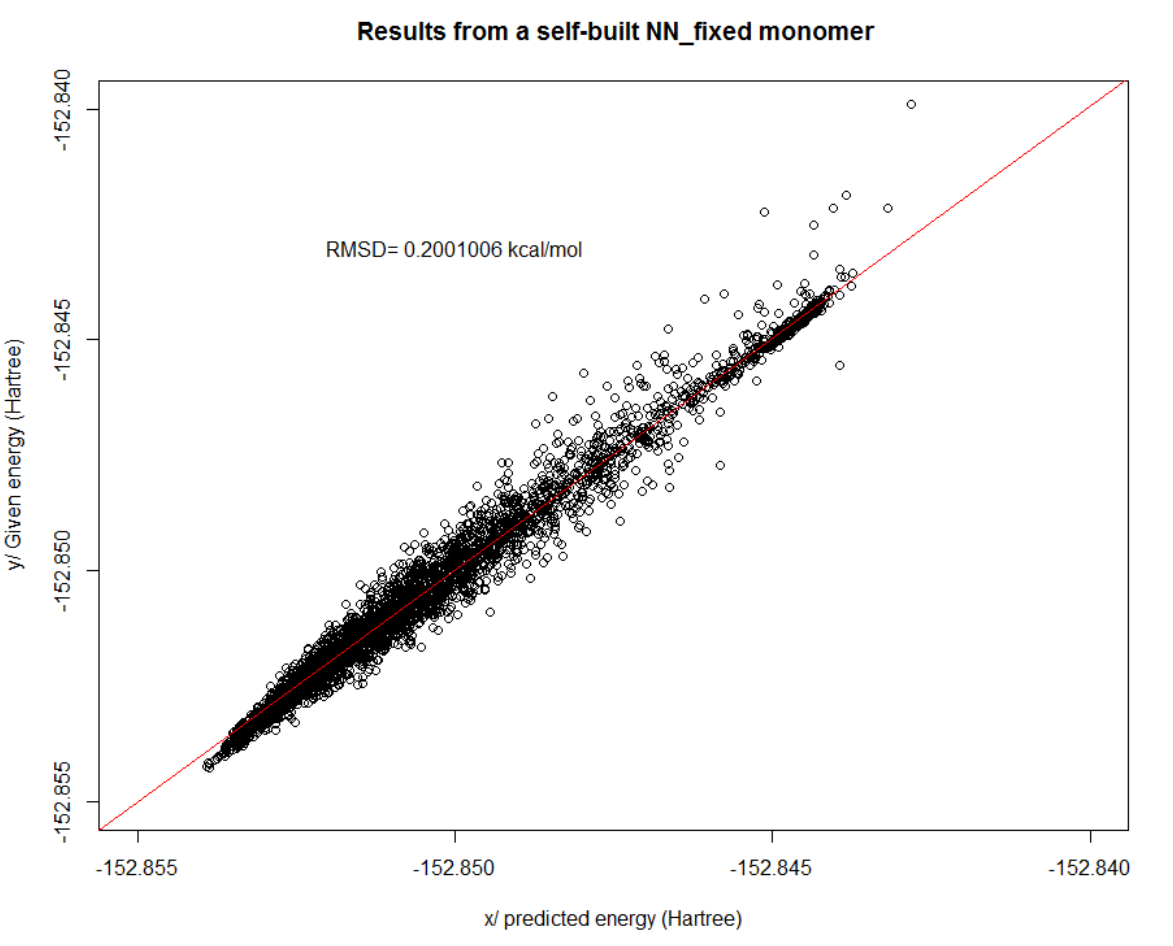 Results from a self-built NN_fixed monomer
-152.840
RMSD= 0.2001006 kcal/mol
-152.845
y/ Given energy (Hartree)
-152.850
-152.855
-152.855 -152.850 -152.845 -152.840
x/ predicted energy (Hartree)